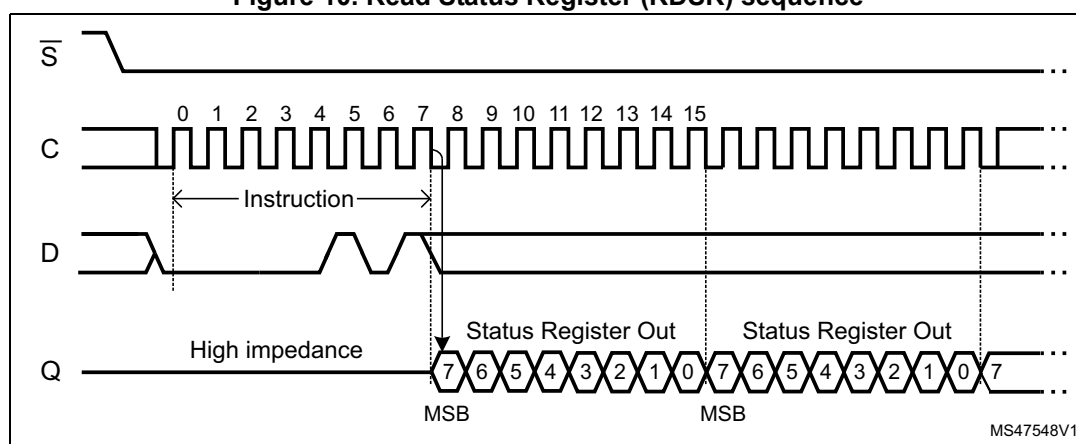 Figure 10. Read Status Register (RDSR) sequence
S
0 1 2 3 4 5 6 7 8 9 10 11 12 13 14 15
C
Instruction
D
Status Register Out Status Register Out
High impedance
Q 7 6 5 4 3 2 1 0 7 6 5 4 3 2 1 0 7
MSB MSB
MS47548V1